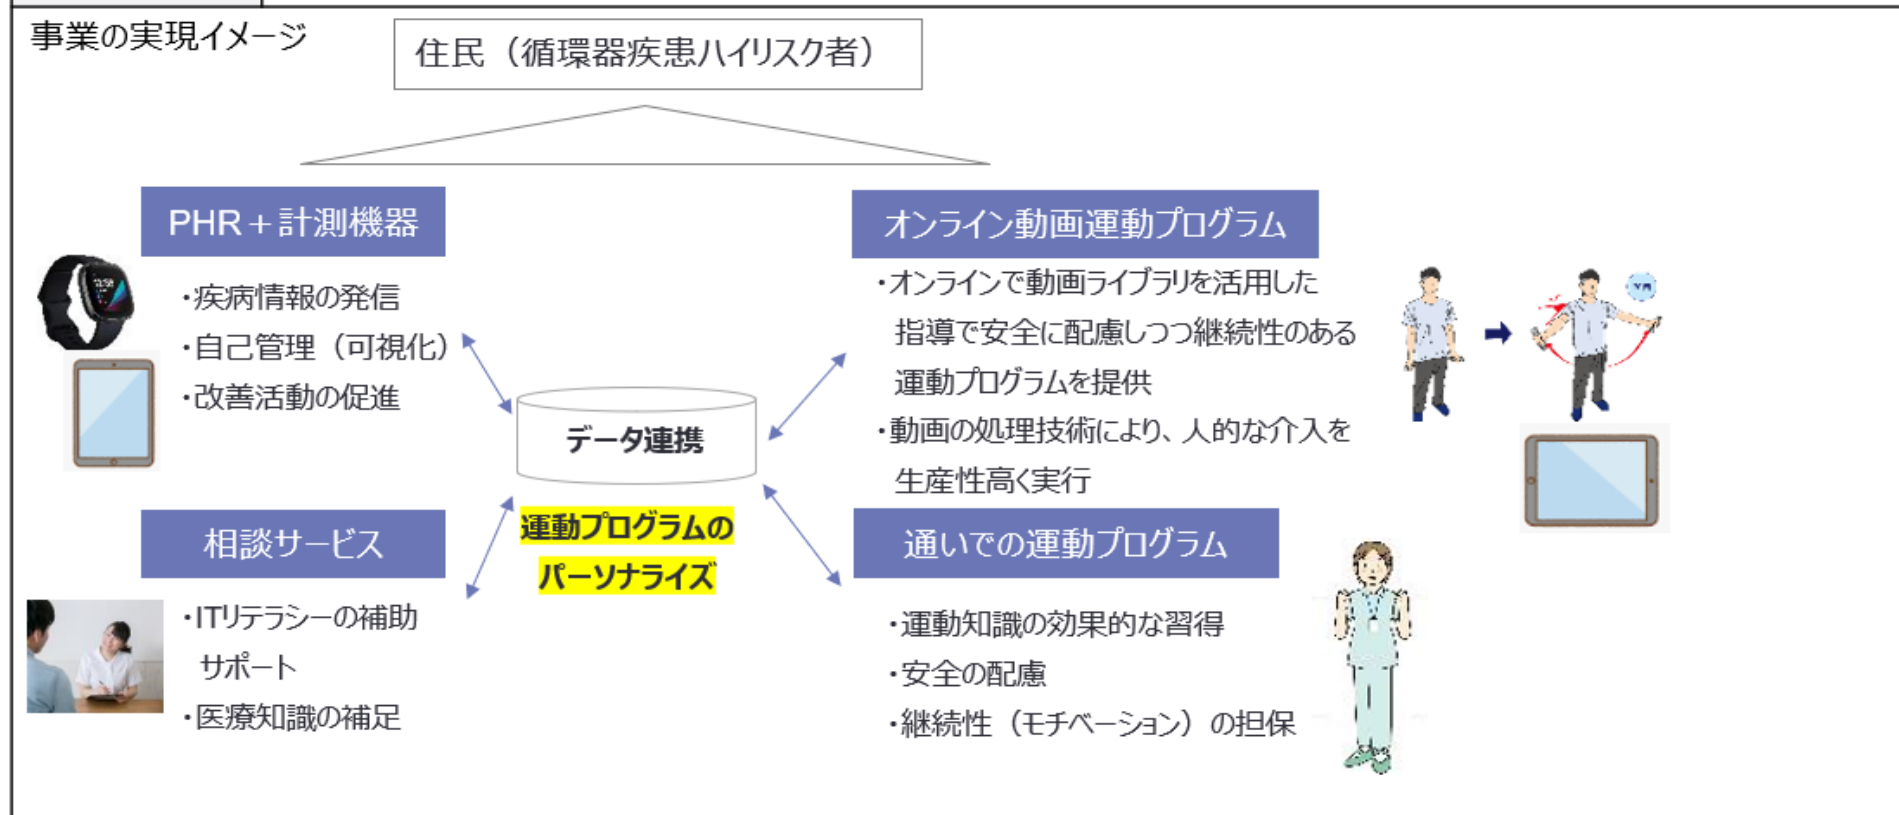 事業の実現イメージ
住民（循環器疾患ハイリスク者）
PHR＋計測機器
・疾病情報の発信
・自己管理（可視化）
・改善活動の促進
オンライン動画運動プログラム
・オンラインで動画ライブラリを活用した
指導で安全に配慮しつつ継続性のある
運動プログラムを提供
・動画の処理技術により、人的な介入を
生産性高く実行
データ連携
運動プログラムの
パーソナライズ
相談サービス
・ITリテラシーの補助
サポート
・医療知識の補足
通いでの運動プログラム
・運動知識の効果的な習得
・安全の配慮
・継続性（モチベーション）の担保